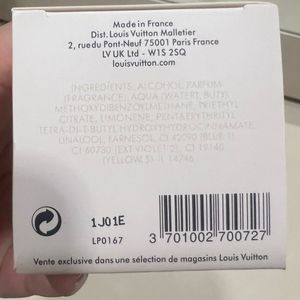 Made in France
Dist. Louis Vuitton Malletier
2, rue du Pont-Neuf 75001 Paris France
LV UK Ltd - W1S 2SQ
louisvuitton.com
INGREDIENTS: ALCOHOL, PARFUM
(FRAGRANCE), AQUA (WATER), BUTYL
METHOXYDIBENZOYLMETHANE, TRIETHYL
CITRATE, LIMONENE, PENTAERYTHRITYL
TETRA-DI-T-BUTYL HYDROXYHYDROCINNAMATE,
LINALOOL, FARNESOL, CI 42090 (BLUE 1),
CI 60730 (EXT VIOLET 2), CI 19140
(YELLOW 5), CI 14746
1J01E
LP0167
3 701002 700727
Vente exclusive dans une sélection de magasins Louis Vuitton